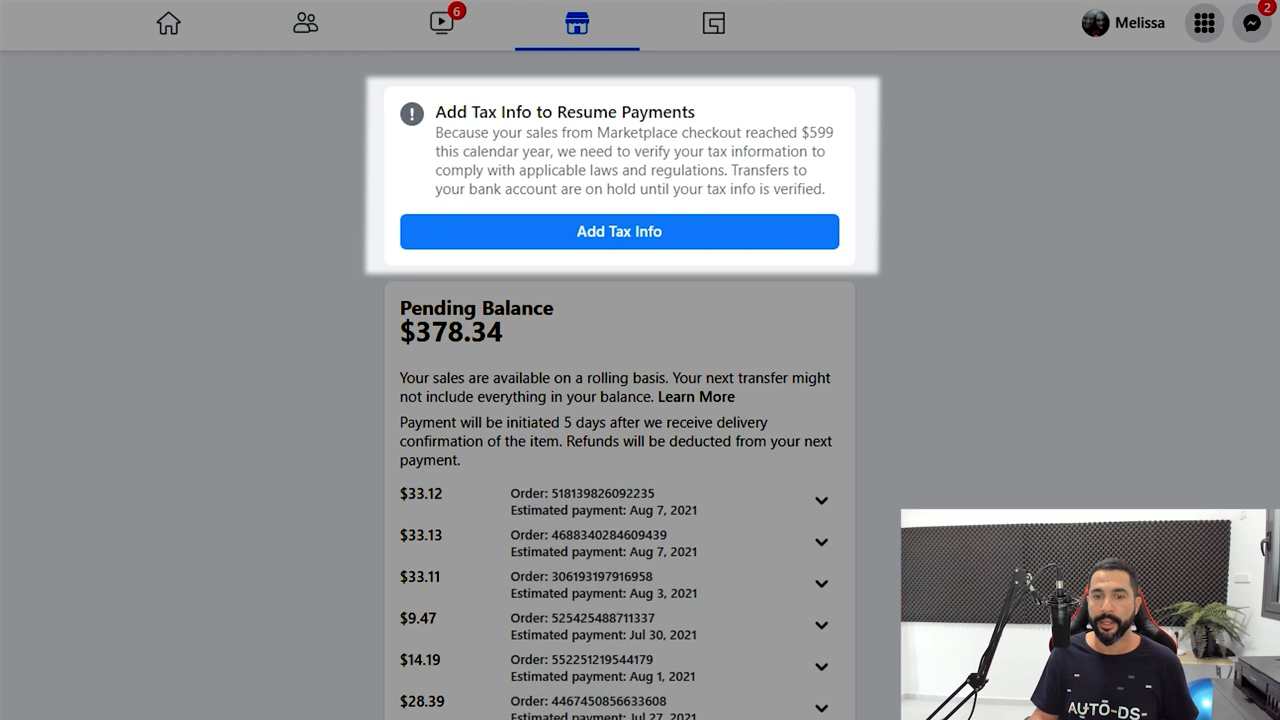 6
Melissa
2
Add Tax Info to Resume Payments
Because your sales from Marketplace checkout reached $599
this calendar year, we need to verify your tax information to
comply with applicable laws and regulations. Transfers to
your bank account are on hold until your tax info is verified.
Add Tax Info
Pending Balance
$378.34
Your sales are available on a rolling basis. Your next transfer might
not include everything in your balance. Learn More
Payment will be initiated 5 days after we receive delivery
confirmation of the item. Refunds will be deducted from your next
payment.
$33.12 Order: 518139826092235
Estimated payment: Aug 7, 2021
$33.13 Order: 4688340284609439
Estimated payment: Aug 7, 2021
$33.11 Order: 306193197916958
Estimated payment: Aug 3, 2021
$9.47 Order: 525425488711337
Estimated payment: Jul 30, 2021
$14.19 Order: 552251219544179
Estimated payment: Aug 1, 2021
$28.39 Order: 4467450856633608
Estimated payment: Jul 27, 2021
AUTO-DS-